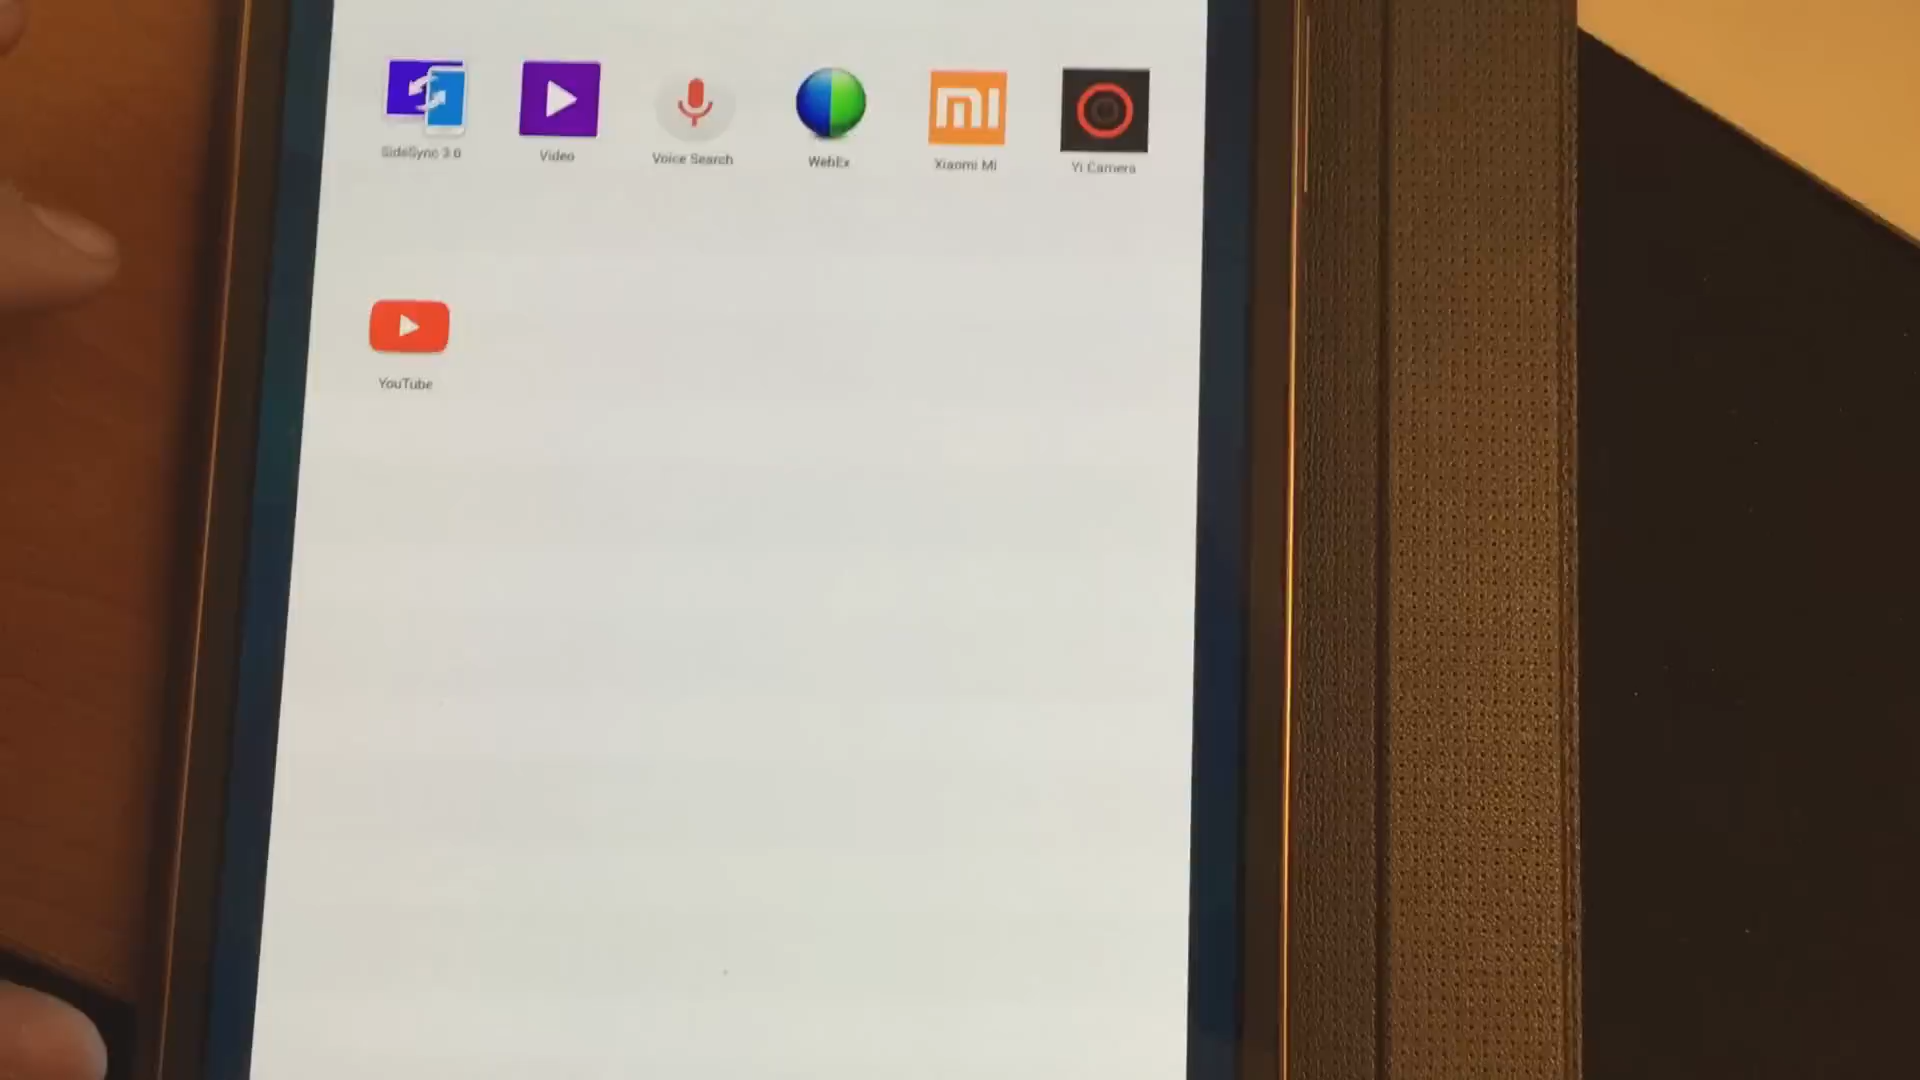 SideSync 3.0
Video
Voice Search
WebEx
Xiaomi Mi
Yi Camera
YouTube